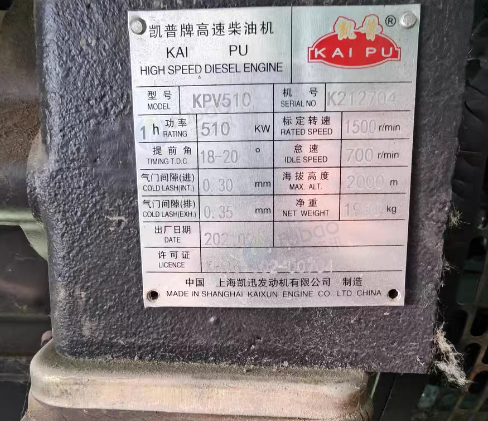 凯普牌高速柴油机
KAI PU
HIGH SPEED DIESEL ENGINE
凯普
KAI PU
型号 MODEL KPV510 机号 SERIAL NO K212704
1h 功率 RATING 510 KW 标定转速 RATED SPEED 1500 r/min
提前角 TIMING T.D.C. 18-20 ° 怠速 IDLE SPEED 700 r/min
气门间隙(进) COLD LASH(INT.) 0.30 mm 海拔高度 MAX. ALT. 2000 m
气门间隙(排) COLD LASH(EXH.) 0.35 mm 净重 NET WEIGHT kg
出厂日期 DATE
许可证 LICENCE
中国 上海凯迅发动机有限公司 制造
MADE IN SHANGHAI KAIXUN ENGINE CO. LTD. CHINA